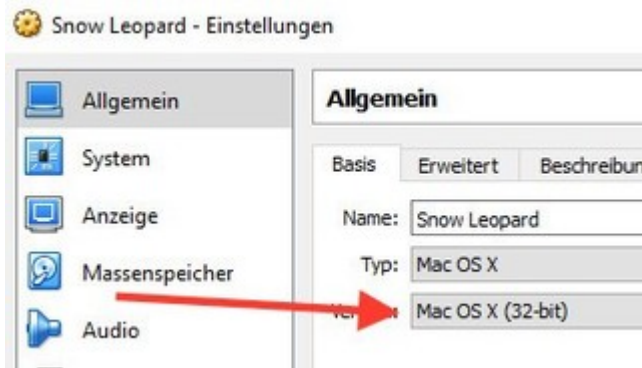 Snow Leopard - Einstellungen
Allgemein
System
Anzeige
Massenspeicher
Audio
Allgemein
Basis Erweitert Beschreibun
Name: Snow Leopard
Typ: Mac OS X
Mac OS X (32-bit)